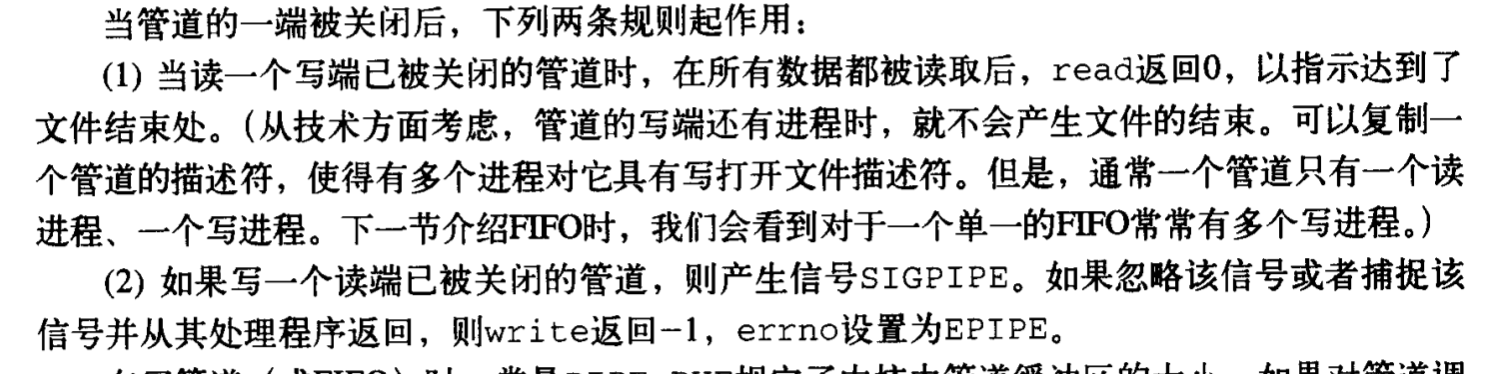 当管道的一端被关闭后，下列两条规则起作用：
(1) 当读一个写端已被关闭的管道时，在所有数据都被读取后，read返回0，以指示达到了
文件结束处。（从技术方面考虑，管道的写端还有进程时，就不会产生文件的结束。可以复制一
个管道的描述符，使得有多个进程对它具有写打开文件描述符。但是，通常一个管道只有一个读
进程、一个写进程。下一节介绍FIFO时，我们会看到对于一个单一的FIFO常常有多个写进程。）
(2) 如果写一个读端已被关闭的管道，则产生信号SIGPIPE。如果忽略该信号或者捕捉该
信号并从其处理程序返回，则write返回-1，errno设置为EPIPE。